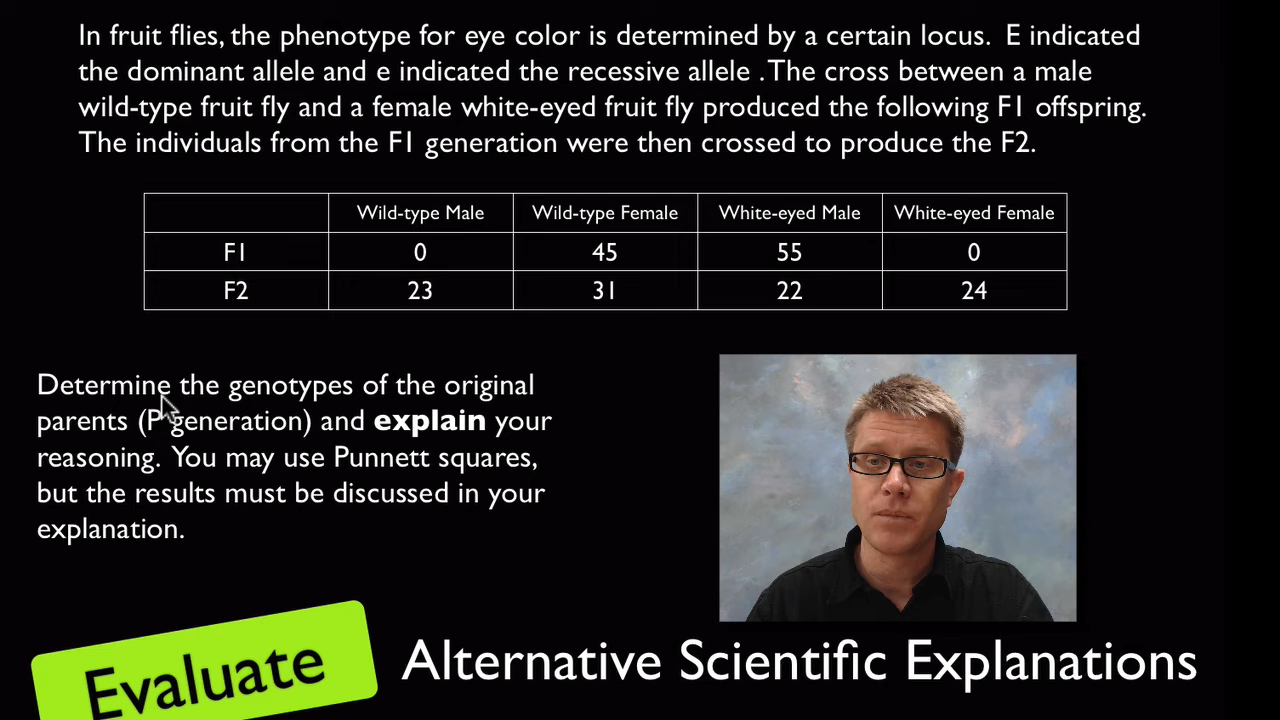 In fruit flies, the phenotype for eye color is determined by a certain locus. E indicated
the dominant allele and e indicated the recessive allele . The cross between a male
wild-type fruit fly and a female white-eyed fruit fly produced the following F1 offspring.
The individuals from the F1 generation were then crossed to produce the F2.
Wild-type Male Wild-type Female White-eyed Male White-eyed Female
F1 0 45 55 0
F2 23 31 22 24
Determine the genotypes of the original
parents (P generation) and explain your
reasoning. You may use Punnett squares,
but the results must be discussed in your
explanation.
Evaluate
Alternative Scientific Explanations